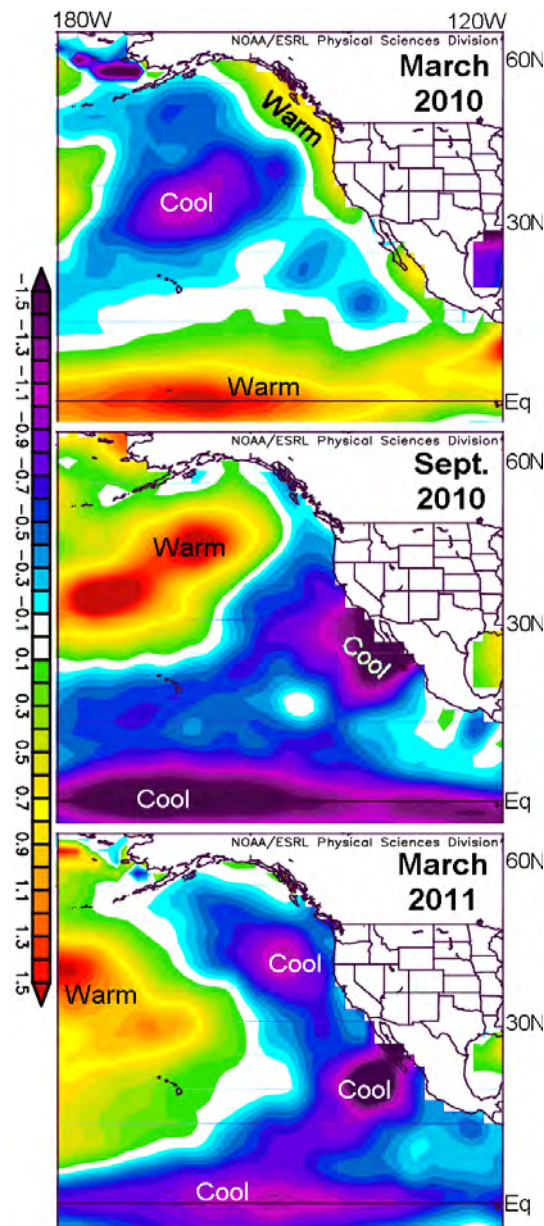 180W 120W
NOAA/ESRL Physical Sciences Division
March
2010
60N
Warm
Cool
30N
Warm
Eq
-1.5
-1.3
-1.1
-0.9
-0.7
-0.5
-0.3
-0.1
0.1
0.3
0.5
0.7
0.9
1.1
1.3
1.5
NOAA/ESRL Physical Sciences Division
Sept.
2010
60N
Warm
30N
Cool
Cool
Eq
NOAA/ESRL Physical Sciences Division
March
2011
60N
Cool
Warm
30N
Cool
Cool
Eq